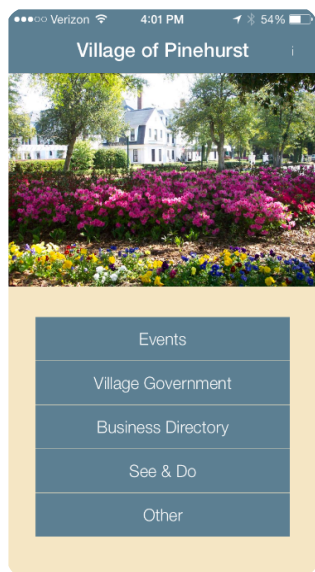 Verizon 4:01 PM 54%
Village of Pinehurst i
Events
Village Government
Business Directory
See & Do
Other